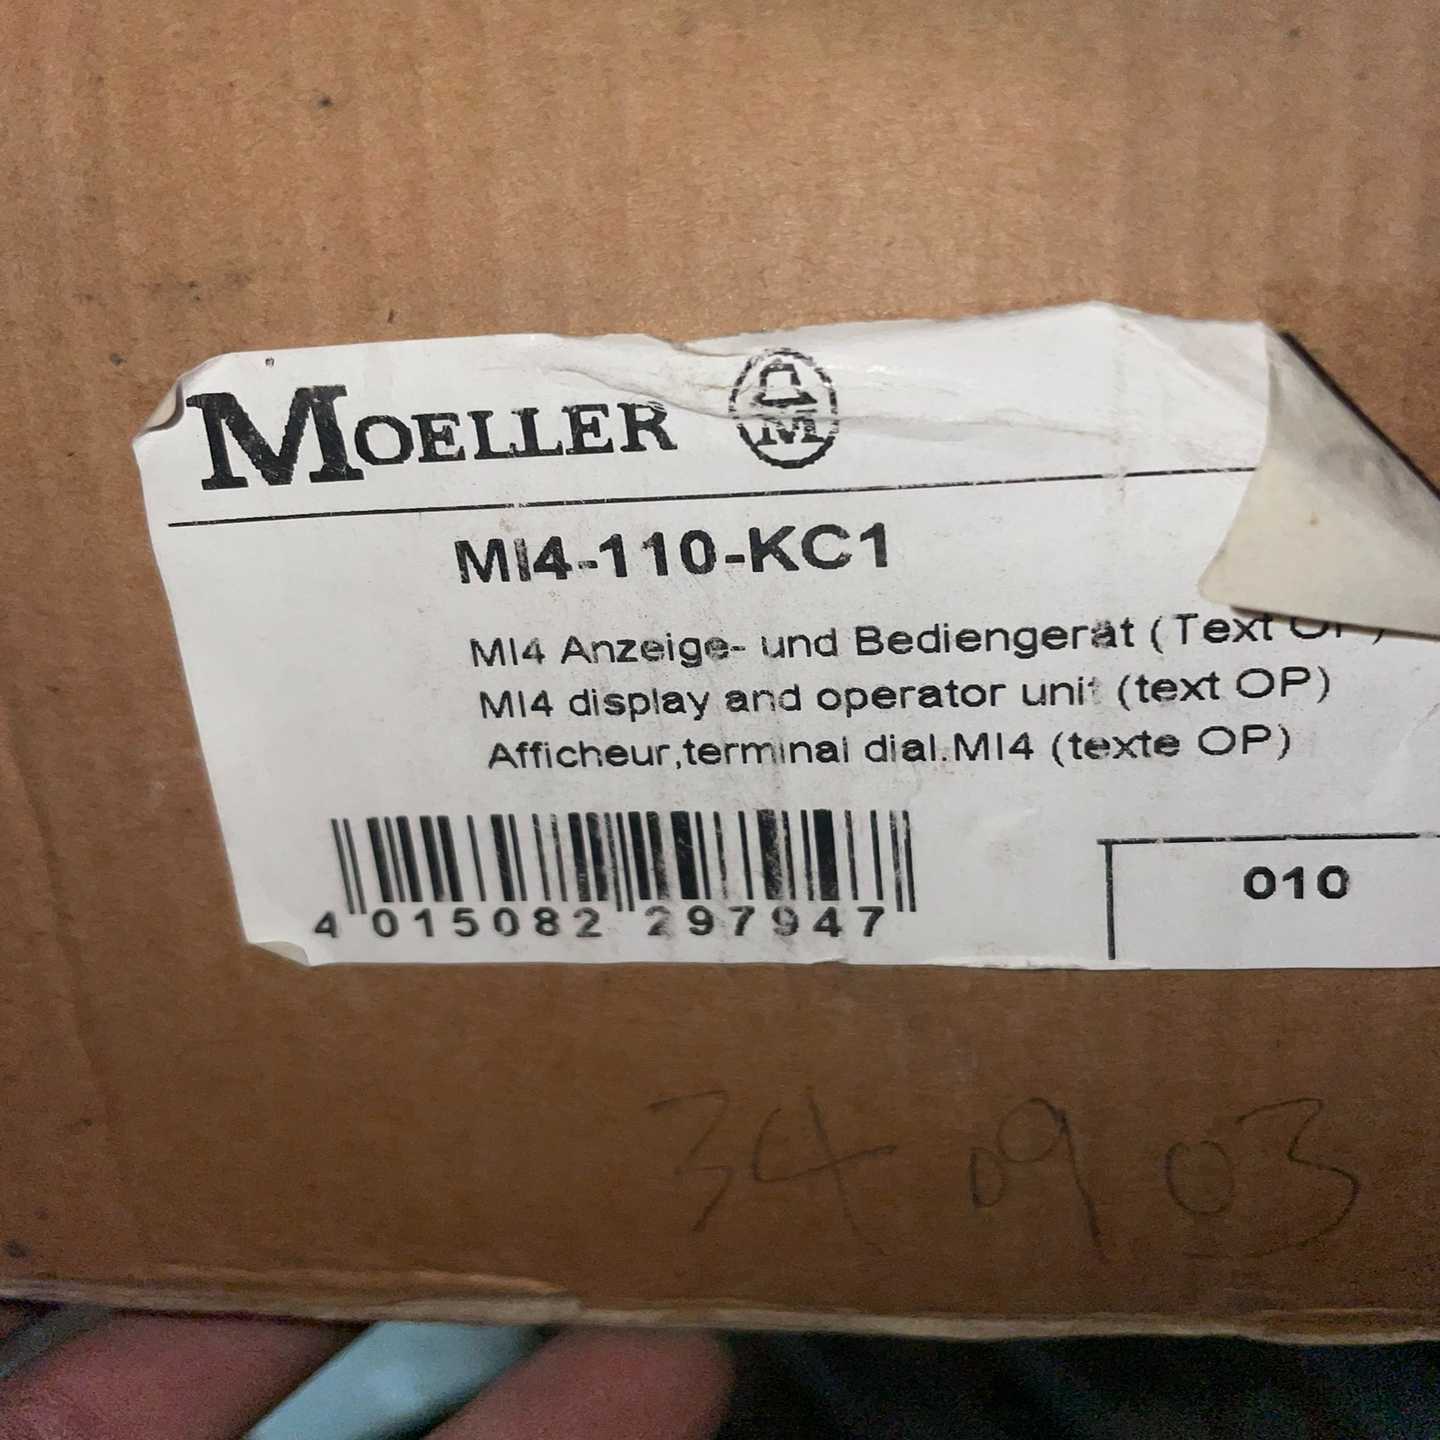 MOELLER
M
MI4-110-KC1
MI4 Anzeige- und Bediengerät (Text
MI4 display and operator unit (text OP)
Afficheur,terminal dial.MI4 (texte OP)
4 015082 297947
010
34 09 03